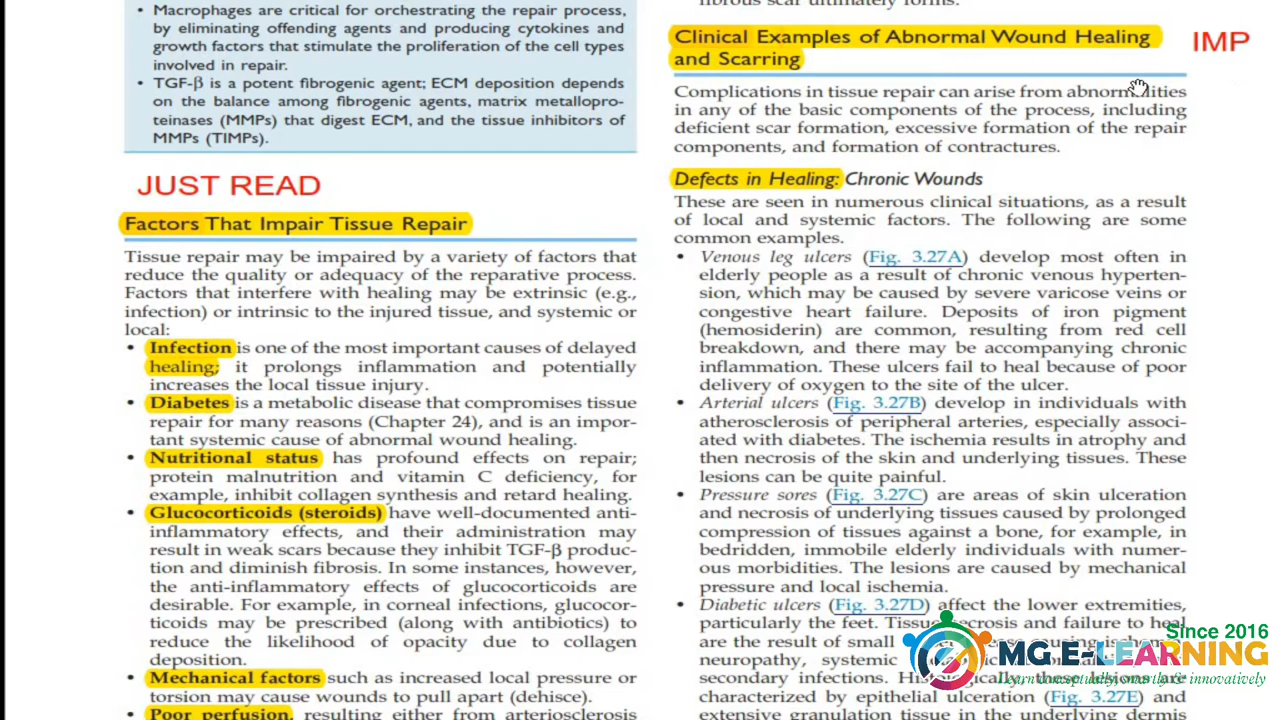 • Macrophages are critical for orchestrating the repair process,
by eliminating offending agents and producing cytokines and
growth factors that stimulate the proliferation of the cell types
involved in repair.
• TGF-β is a potent fibrogenic agent; ECM deposition depends
on the balance among fibrogenic agents, matrix metallopro-
teinases (MMPs) that digest ECM, and the tissue inhibitors of
MMPs (TIMPs).
JUST READ
Factors That Impair Tissue Repair
Tissue repair may be impaired by a variety of factors that
reduce the quality or adequacy of the reparative process.
Factors that interfere with healing may be extrinsic (e.g.,
infection) or intrinsic to the injured tissue, and systemic or
local:
• Infection is one of the most important causes of delayed
healing; it prolongs inflammation and potentially
increases the local tissue injury.
• Diabetes is a metabolic disease that compromises tissue
repair for many reasons (Chapter 24), and is an impor-
tant systemic cause of abnormal wound healing.
• Nutritional status has profound effects on repair;
protein malnutrition and vitamin C deficiency, for
example, inhibit collagen synthesis and retard healing.
• Glucocorticoids (steroids) have well-documented anti-
inflammatory effects, and their administration may
result in weak scars because they inhibit TGF-β produc-
tion and diminish fibrosis. In some instances, however,
the anti-inflammatory effects of glucocorticoids are
desirable. For example, in corneal infections, glucocor-
ticoids may be prescribed (along with antibiotics) to
reduce the likelihood of opacity due to collagen
deposition.
• Mechanical factors such as increased local pressure or
torsion may cause wounds to pull apart (dehisce).
• Poor perfusion, resulting either from arteriosclerosis
fibrous scar ultimately forms.
Clinical Examples of Abnormal Wound Healing
and Scarring
IMP
Complications in tissue repair can arise from abnormalities
in any of the basic components of the process, including
deficient scar formation, excessive formation of the repair
components, and formation of contractures.
Defects in Healing: Chronic Wounds
These are seen in numerous clinical situations, as a result
of local and systemic factors. The following are some
common examples.
• Venous leg ulcers (Fig. 3.27A) develop most often in
elderly people as a result of chronic venous hyperten-
sion, which may be caused by severe varicose veins or
congestive heart failure. Deposits of iron pigment
(hemosiderin) are common, resulting from red cell
breakdown, and there may be accompanying chronic
inflammation. These ulcers fail to heal because of poor
delivery of oxygen to the site of the ulcer.
• Arterial ulcers (Fig. 3.27B) develop in individuals with
atherosclerosis of peripheral arteries, especially associ-
ated with diabetes. The ischemia results in atrophy and
then necrosis of the skin and underlying tissues. These
lesions can be quite painful.
• Pressure sores (Fig. 3.27C) are areas of skin ulceration
and necrosis of underlying tissues caused by prolonged
compression of tissues against a bone, for example, in
bedridden, immobile elderly individuals with numer-
ous morbidities. The lesions are caused by mechanical
pressure and local ischemia.
• Diabetic ulcers (Fig. 3.27D) affect the lower extremities,
particularly the feet. Tissue necrosis and failure to heal
are the result of small
neuropathy, systemic
secondary infections.
characterized by epithelial ulceration (Fig. 3.27E) and
extensive granulation tissue in the underlying dermis
Since 2016
MG E-LEARNING
Learn conceptually, smartly & innovatively